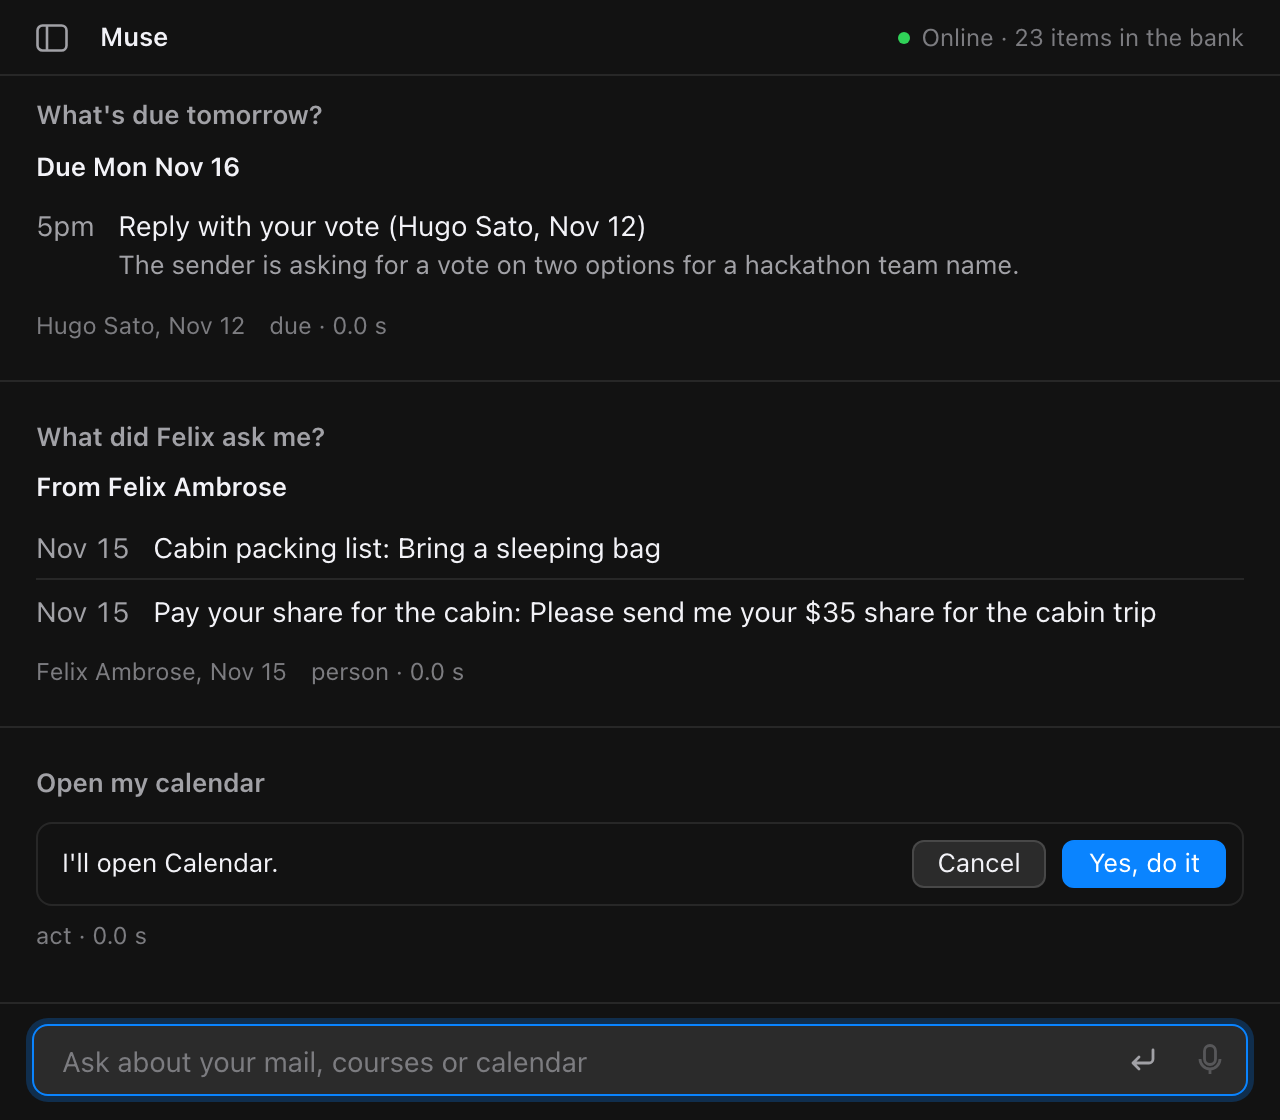 Muse
Online · 23 items in the bank
What's due tomorrow?
Due Mon Nov 16
5pm Reply with your vote (Hugo Sato, Nov 12)
The sender is asking for a vote on two options for a hackathon team name.
Hugo Sato, Nov 12 due · 0.0 s
What did Felix ask me?
From Felix Ambrose
Nov 15 Cabin packing list: Bring a sleeping bag
Nov 15 Pay your share for the cabin: Please send me your $35 share for the cabin trip
Felix Ambrose, Nov 15 person · 0.0 s
Open my calendar
I'll open Calendar.
Cancel
Yes, do it
act · 0.0 s
Ask about your mail, courses or calendar